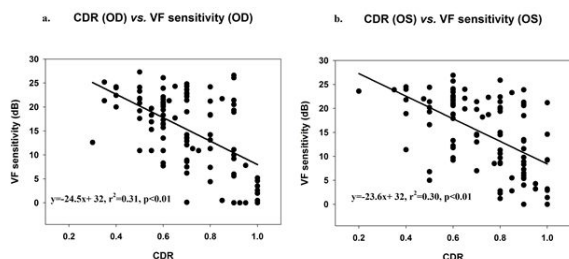 a. CDR (OD) vs. VF sensitivity (OD)
VF sensitivity (dB)
30
25
20
15
10
5
0
y=-24.5x+ 32, r²=0.31, p<0.01
0.2 0.4 0.6 0.8 1.0
CDR
b. CDR (OS) vs. VF sensitivity (OS)
VF sensitivity (dB)
30
25
20
15
10
5
0
y=-23.6x+ 32, r²=0.30, p<0.01
0.2 0.4 0.6 0.8 1.0
CDR